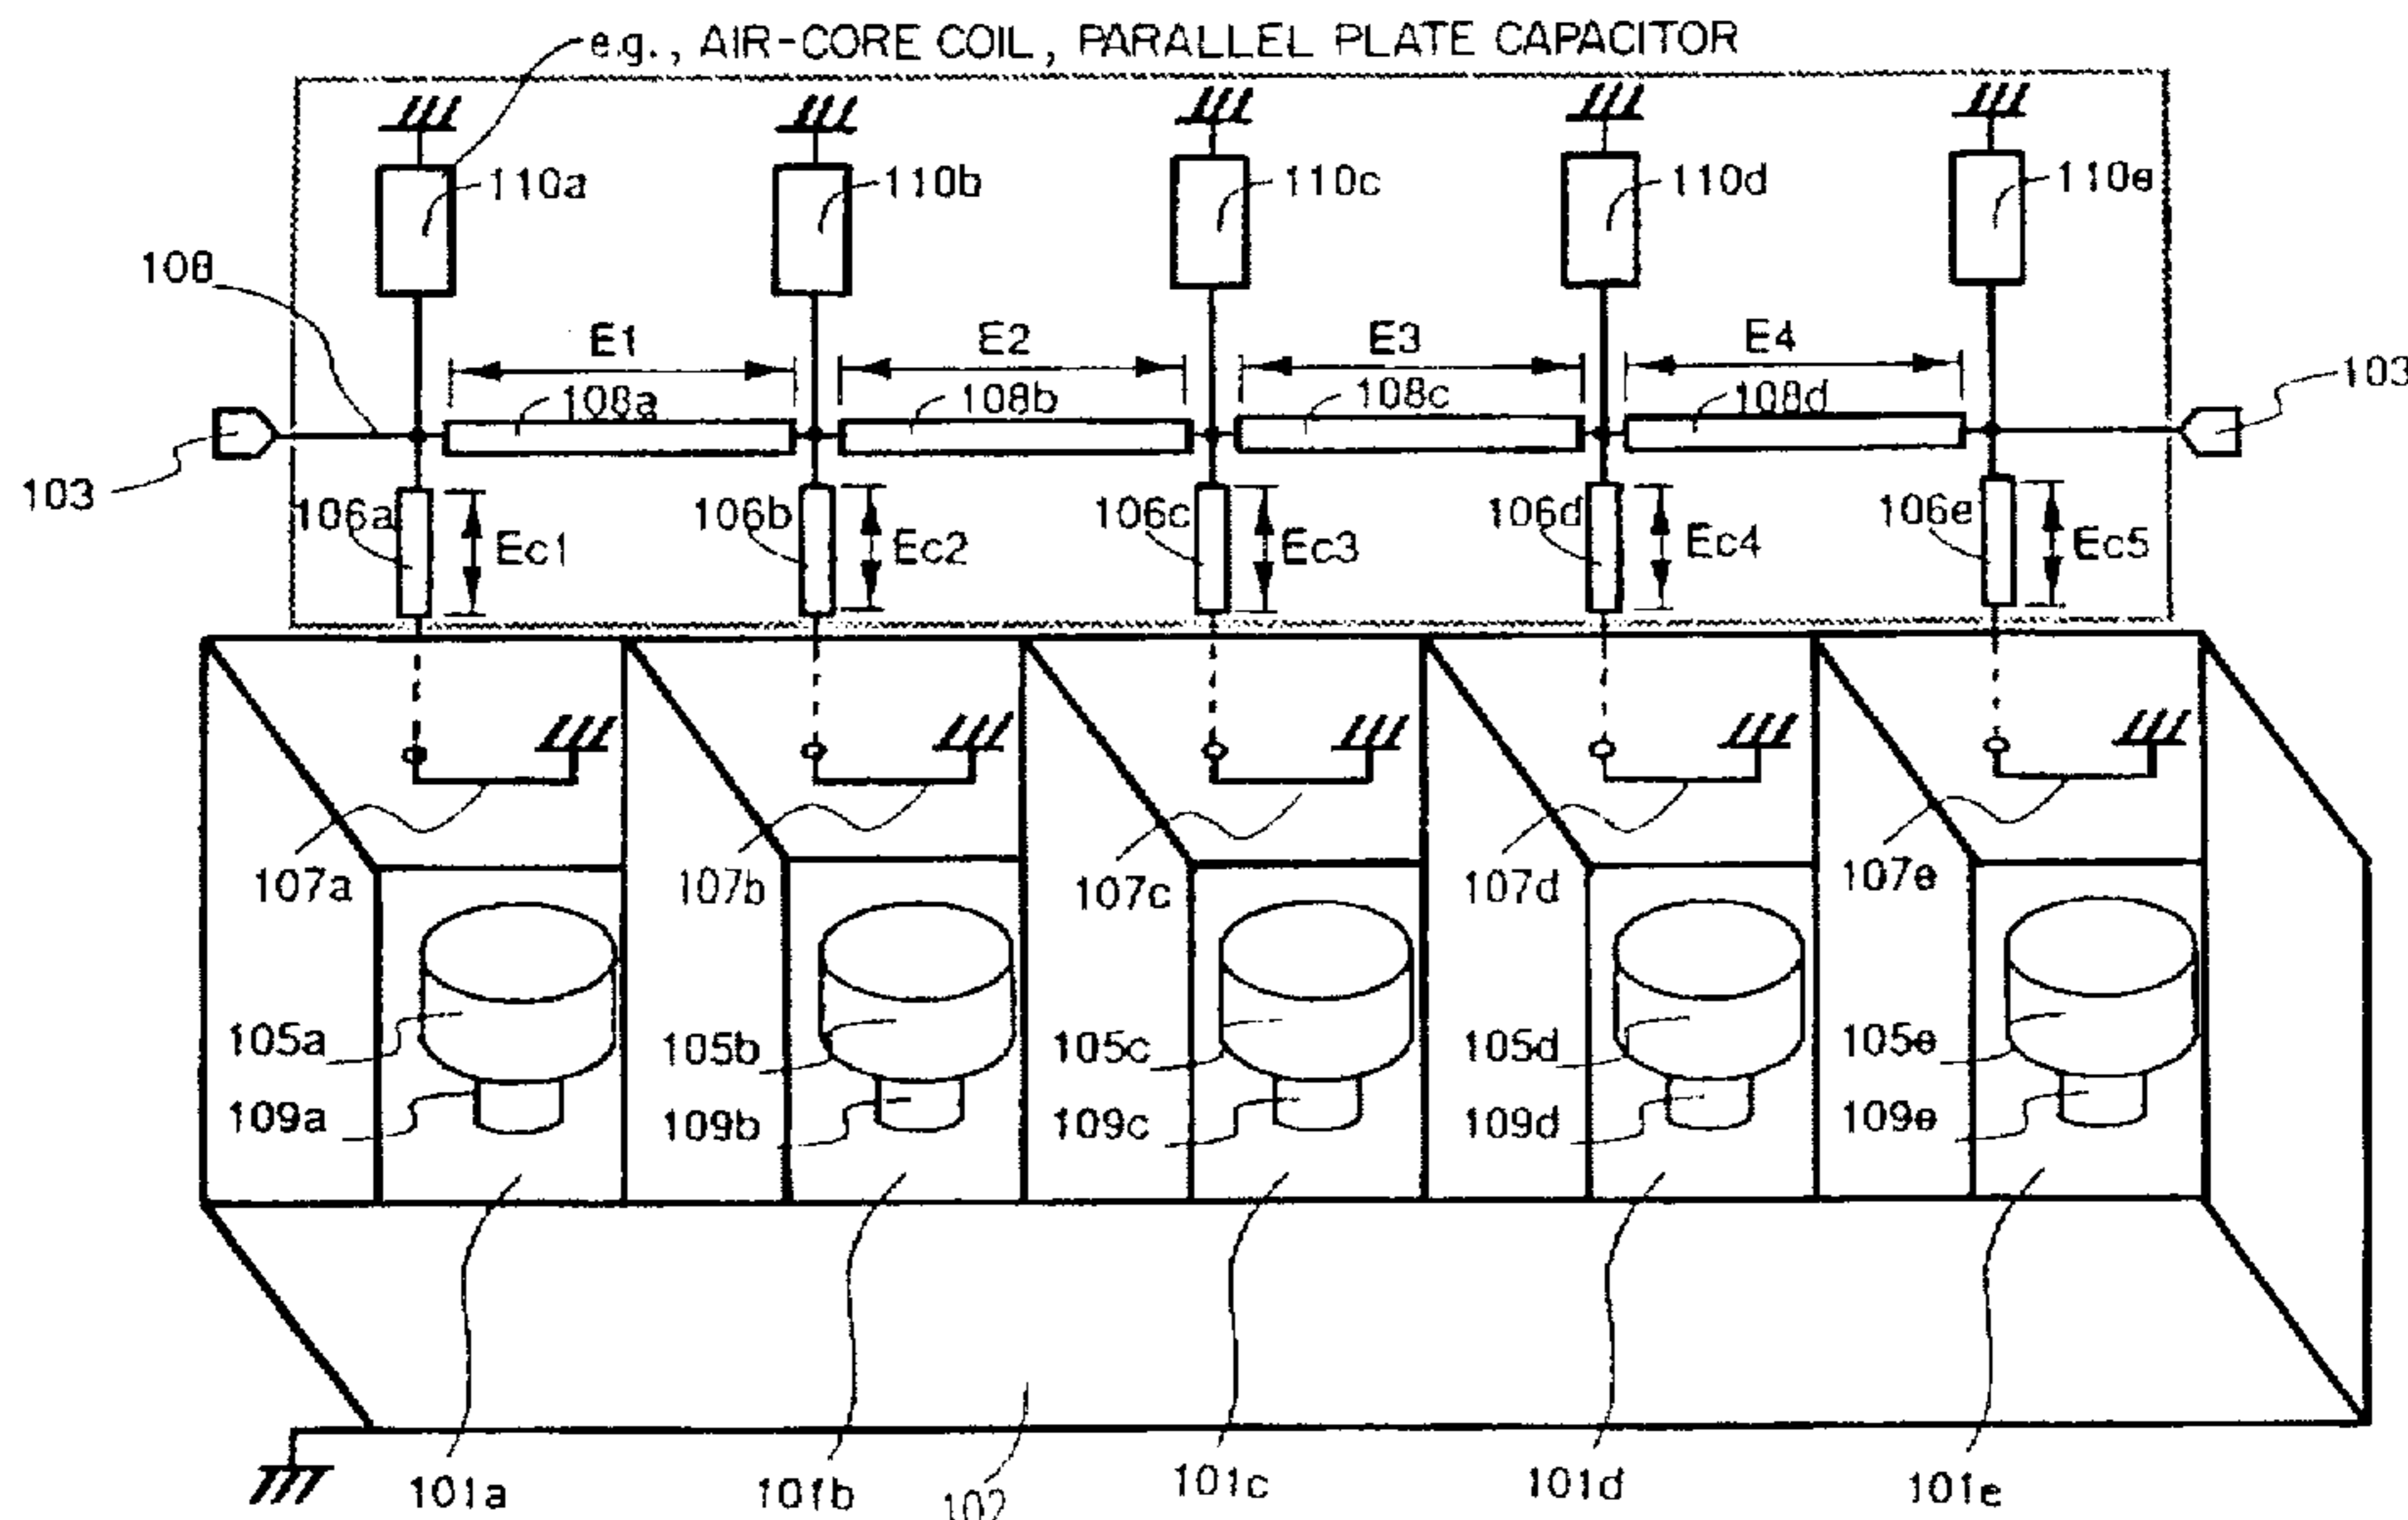 e.g., AIR-CORE COIL, PARALLEL PLATE CAPACITOR
110a 110b 110c 110d 110e
108
E1 E2 E3 E4
108a 108b 108c 108d
103 103
106a Ec1 106b Ec2 106c Ec3 106d Ec4 106e Ec5
107a 107b 107c 107d 107e
105a 105b 105c 105d 105e
109a 109b 109c 109d 109e
101a 101b 102 101c 101d 101e